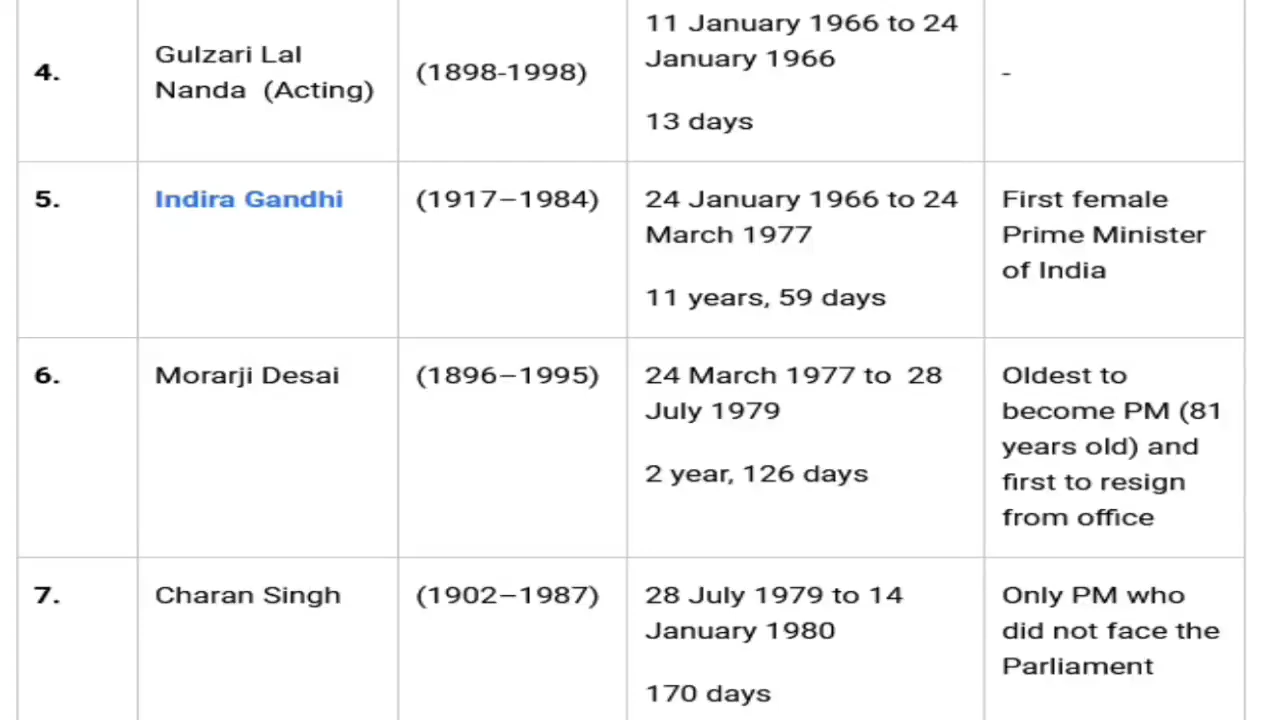 4.
Gulzari Lal
Nanda (Acting)
(1898-1998)
11 January 1966 to 24
January 1966
13 days
-
5.
Indira Gandhi
(1917–1984)
24 January 1966 to 24
March 1977
11 years, 59 days
First female
Prime Minister
of India
6.
Morarji Desai
(1896–1995)
24 March 1977 to  28
July 1979
2 year, 126 days
Oldest to
become PM (81
years old) and
first to resign
from office
7.
Charan Singh
(1902–1987)
28 July 1979 to 14
January 1980
170 days
Only PM who
did not face the
Parliament